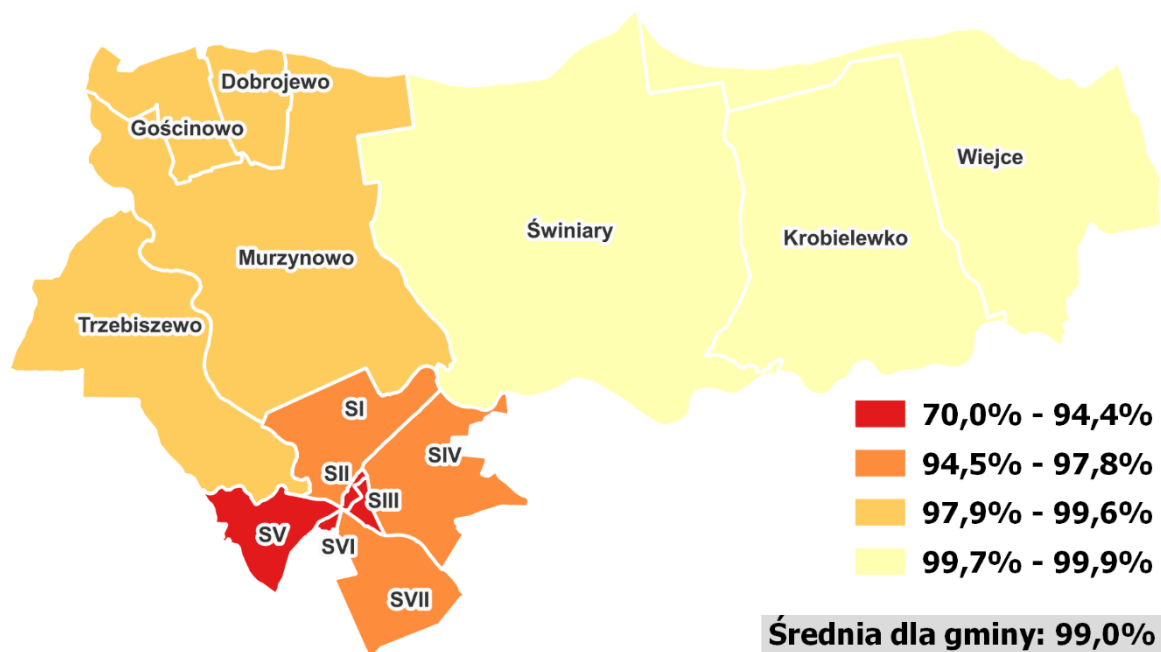 Dobrojewo
Gościnowo
Wiejce
Świniary
Krobielewko
Murzynowo
Trzebiszewo
SI
SIV
SII
SIII
SV
SVI
SVII
70,0% - 94,4%
94,5% - 97,8%
97,9% - 99,6%
99,7% - 99,9%
Średnia dla gminy: 99,0%